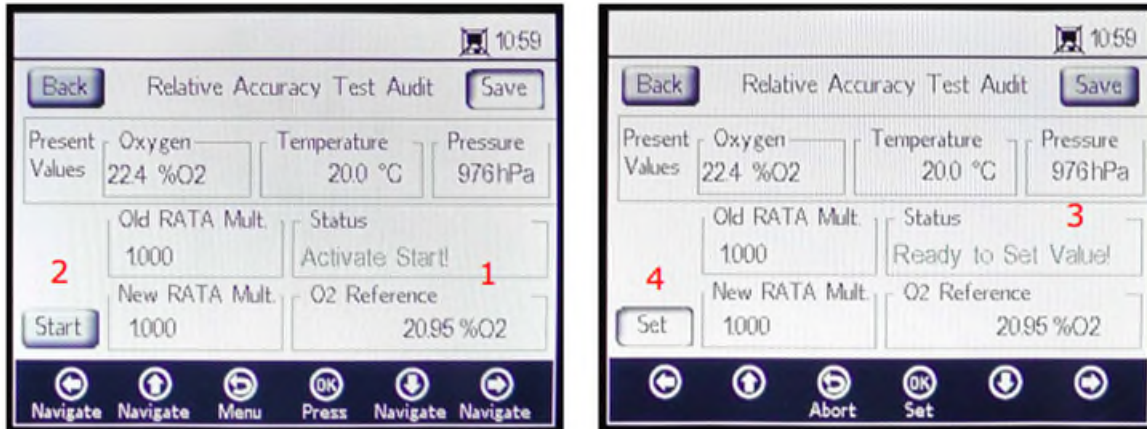 10:59
Back Relative Accuracy Test Audit Save
Present Values
Oxygen
22.4 %O2
Temperature
20.0 °C
Pressure
976 hPa
Old RATA Mult.
1.000
Status
Activate Start!
2
1
New RATA Mult.
1.000
O2 Reference
20.95 %O2
Start
Navigate Navigate Menu OK Press Navigate Navigate
10:59
Back Relative Accuracy Test Audit Save
Present Values
Oxygen
22.4 %O2
Temperature
20.0 °C
Pressure
976 hPa
3
Old RATA Mult.
1.000
Status
Ready to Set Value!
4
New RATA Mult.
1.000
O2 Reference
20.95 %O2
Set
Abort OK Set